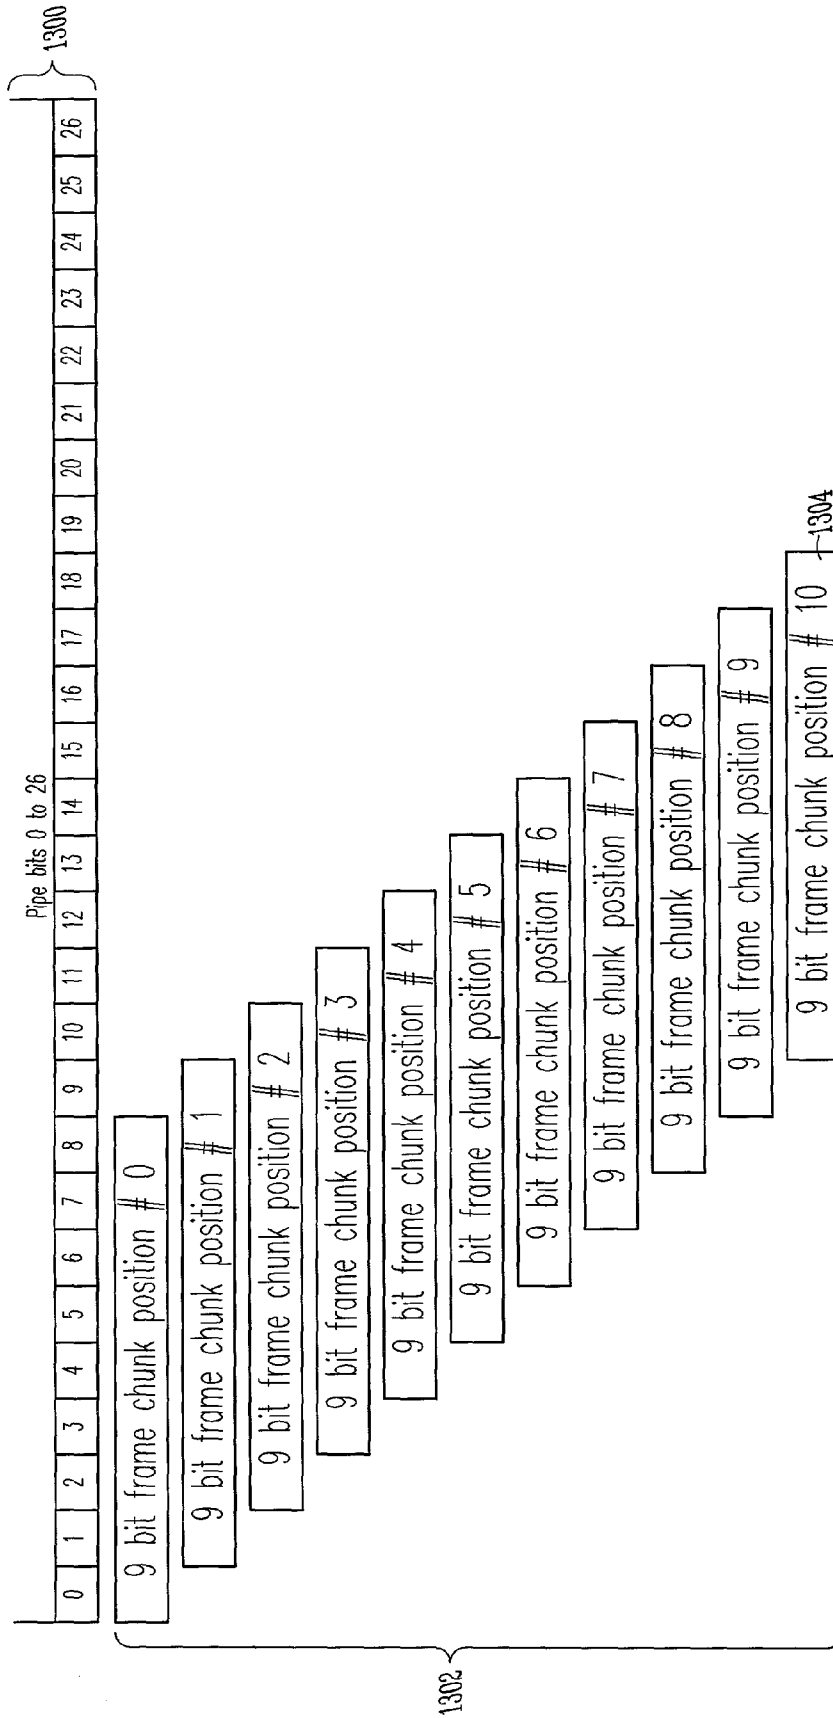 Pipe bits 0 to 26
1300
0 1 2 3 4 5 6 7 8 9 10 11 12 13 14 15 16 17 18 19 20 21 22 23 24 25 26
9 bit frame chunk position # 0
9 bit frame chunk position # 1
9 bit frame chunk position # 2
9 bit frame chunk position # 3
9 bit frame chunk position # 4
9 bit frame chunk position # 5
9 bit frame chunk position # 6
9 bit frame chunk position # 7
9 bit frame chunk position # 8
9 bit frame chunk position # 9
9 bit frame chunk position # 10
1302
1304